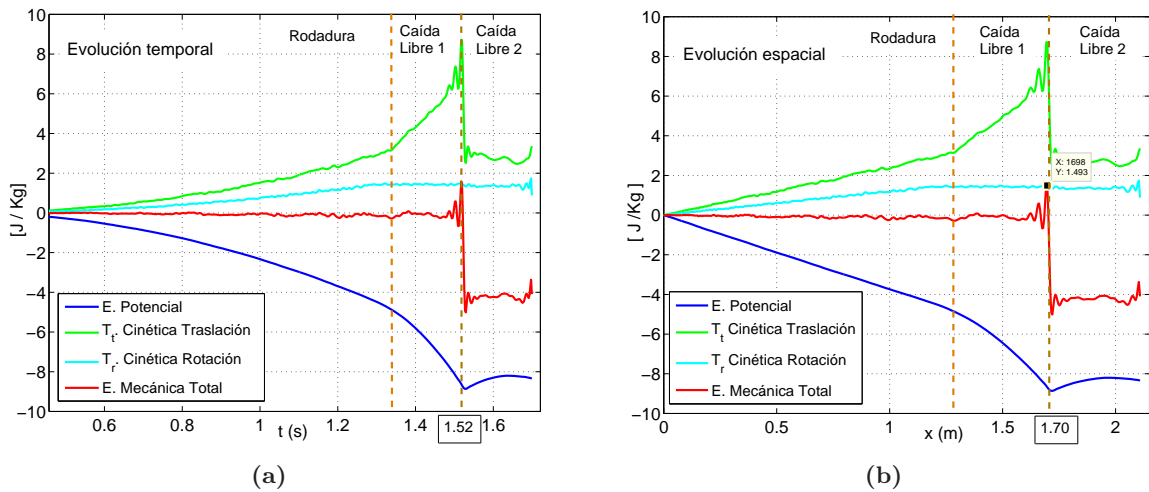 Evolución temporal
Rodadura
Caída
Libre 1
Caída
Libre 2
[J / Kg]
10
8
6
4
2
0
−2
−4
−6
−8
−10
E. Potencial
Tt. Cinética Traslación
Tr. Cinética Rotación
E. Mecánica Total
0.6
0.8
1
1.2
1.4
1.6
t (s)
1.52
(a)
Evolución espacial
Rodadura
Caída
Libre 1
Caída
Libre 2
[ J /Kg]
10
8
6
4
2
0
−2
−4
−6
−8
−10
X: 1698
Y: 1.493
E. Potencial
Tt Cinética Traslación
Tr Cinética Rotación
E. Mecánica Total
0
0.5
1
1.5
2
x (m)
1.70
(b)